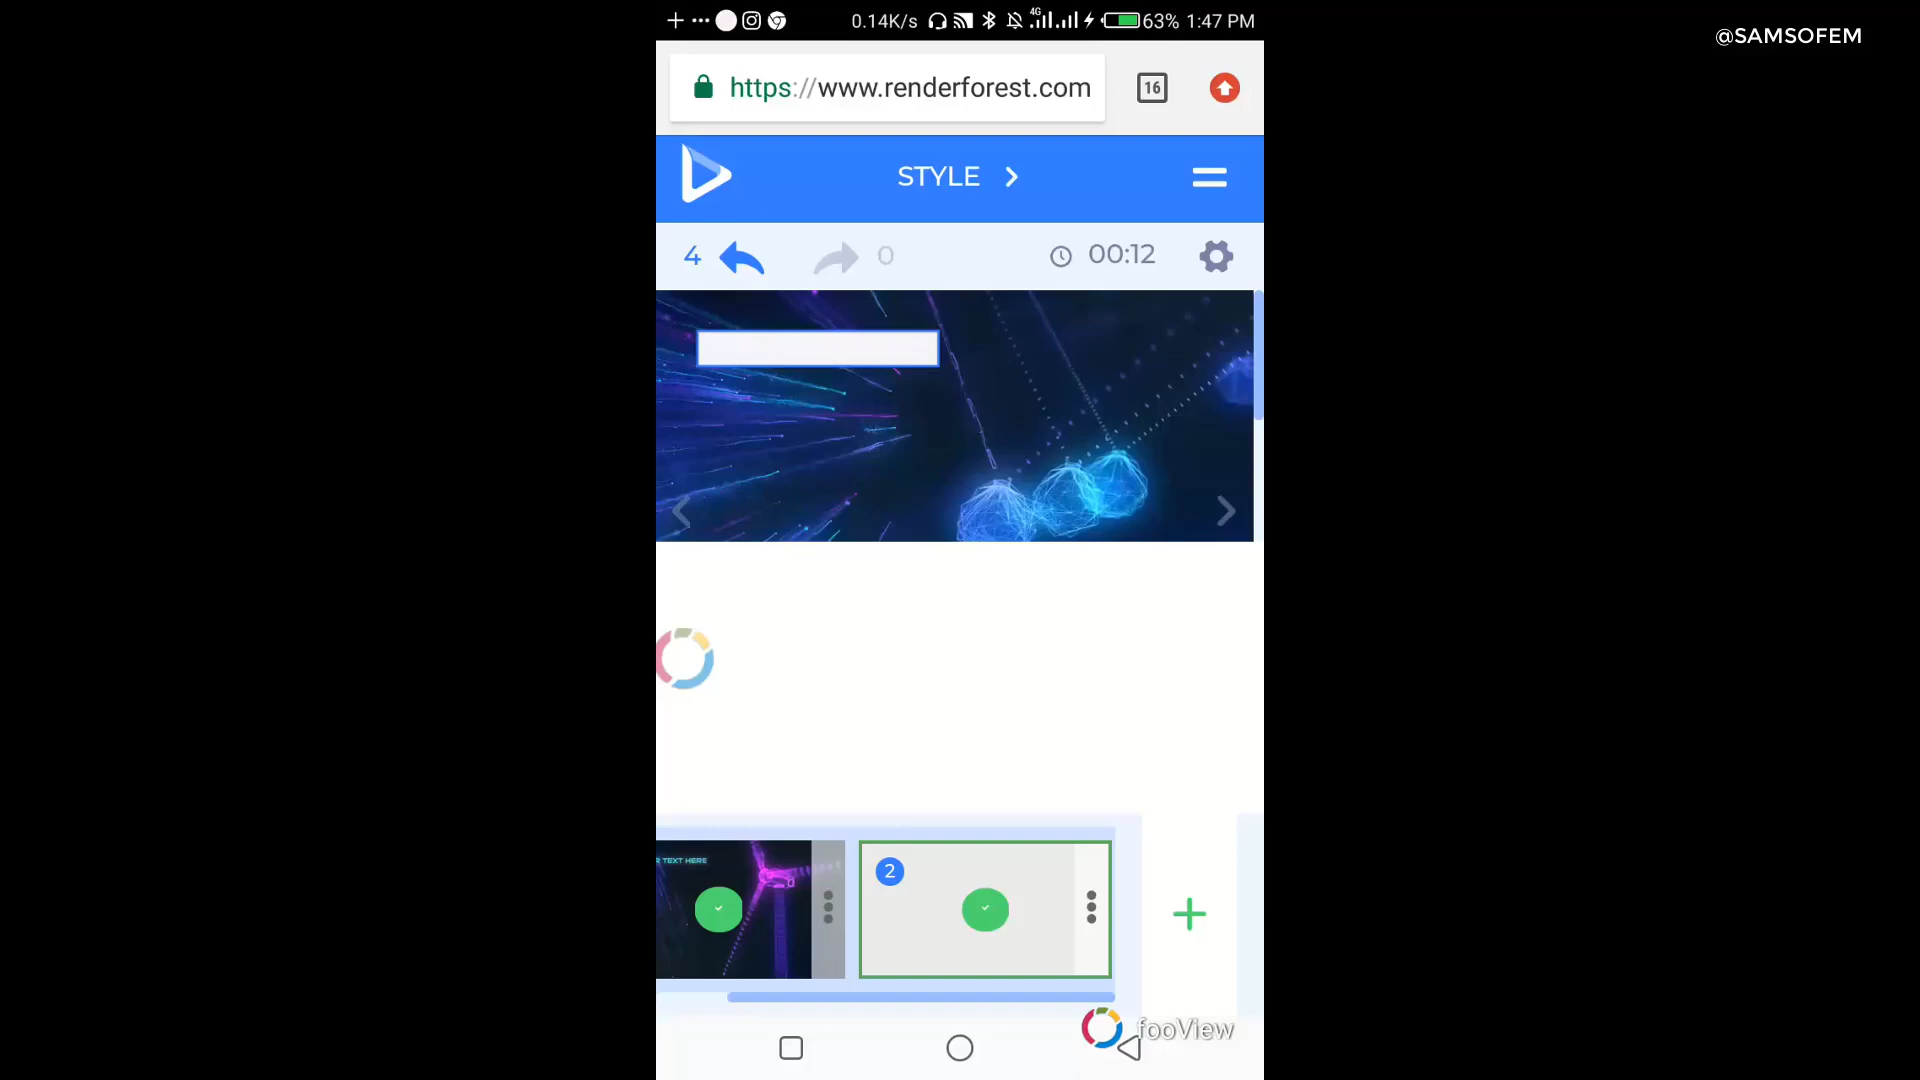 0.14K/s 4G 63% 1:47 PM
@SAMSOFEM
https://www.renderforest.com 16
STYLE
4 0 00:12
R TEXT HERE
2
fooView